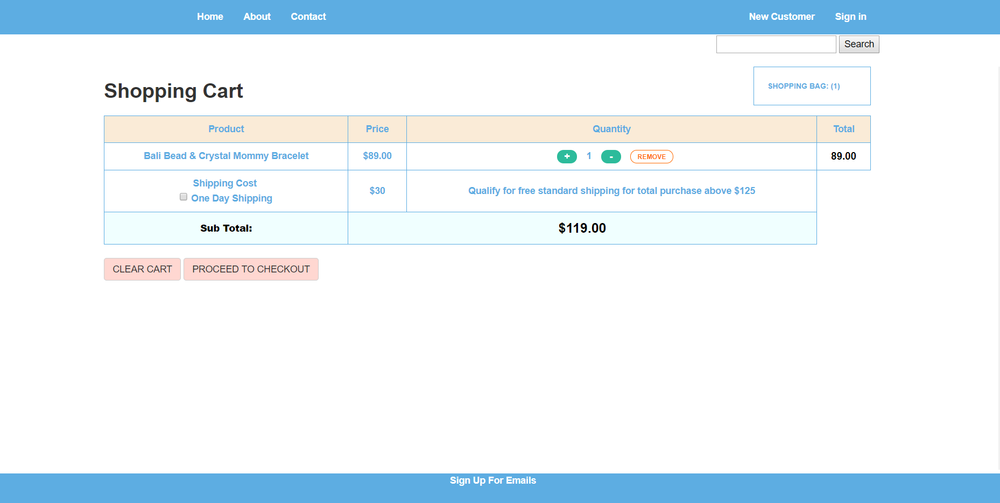 Home About Contact New Customer Sign in
Search
SHOPPING BAG: (1)
Shopping Cart
Product Price Quantity Total
Bali Bead & Crystal Mommy Bracelet $89.00 + 1 - REMOVE 89.00
Shipping Cost
One Day Shipping $30 Qualify for free standard shipping for total purchase above $125
Sub Total: $119.00
CLEAR CART PROCEED TO CHECKOUT
Sign Up For Emails